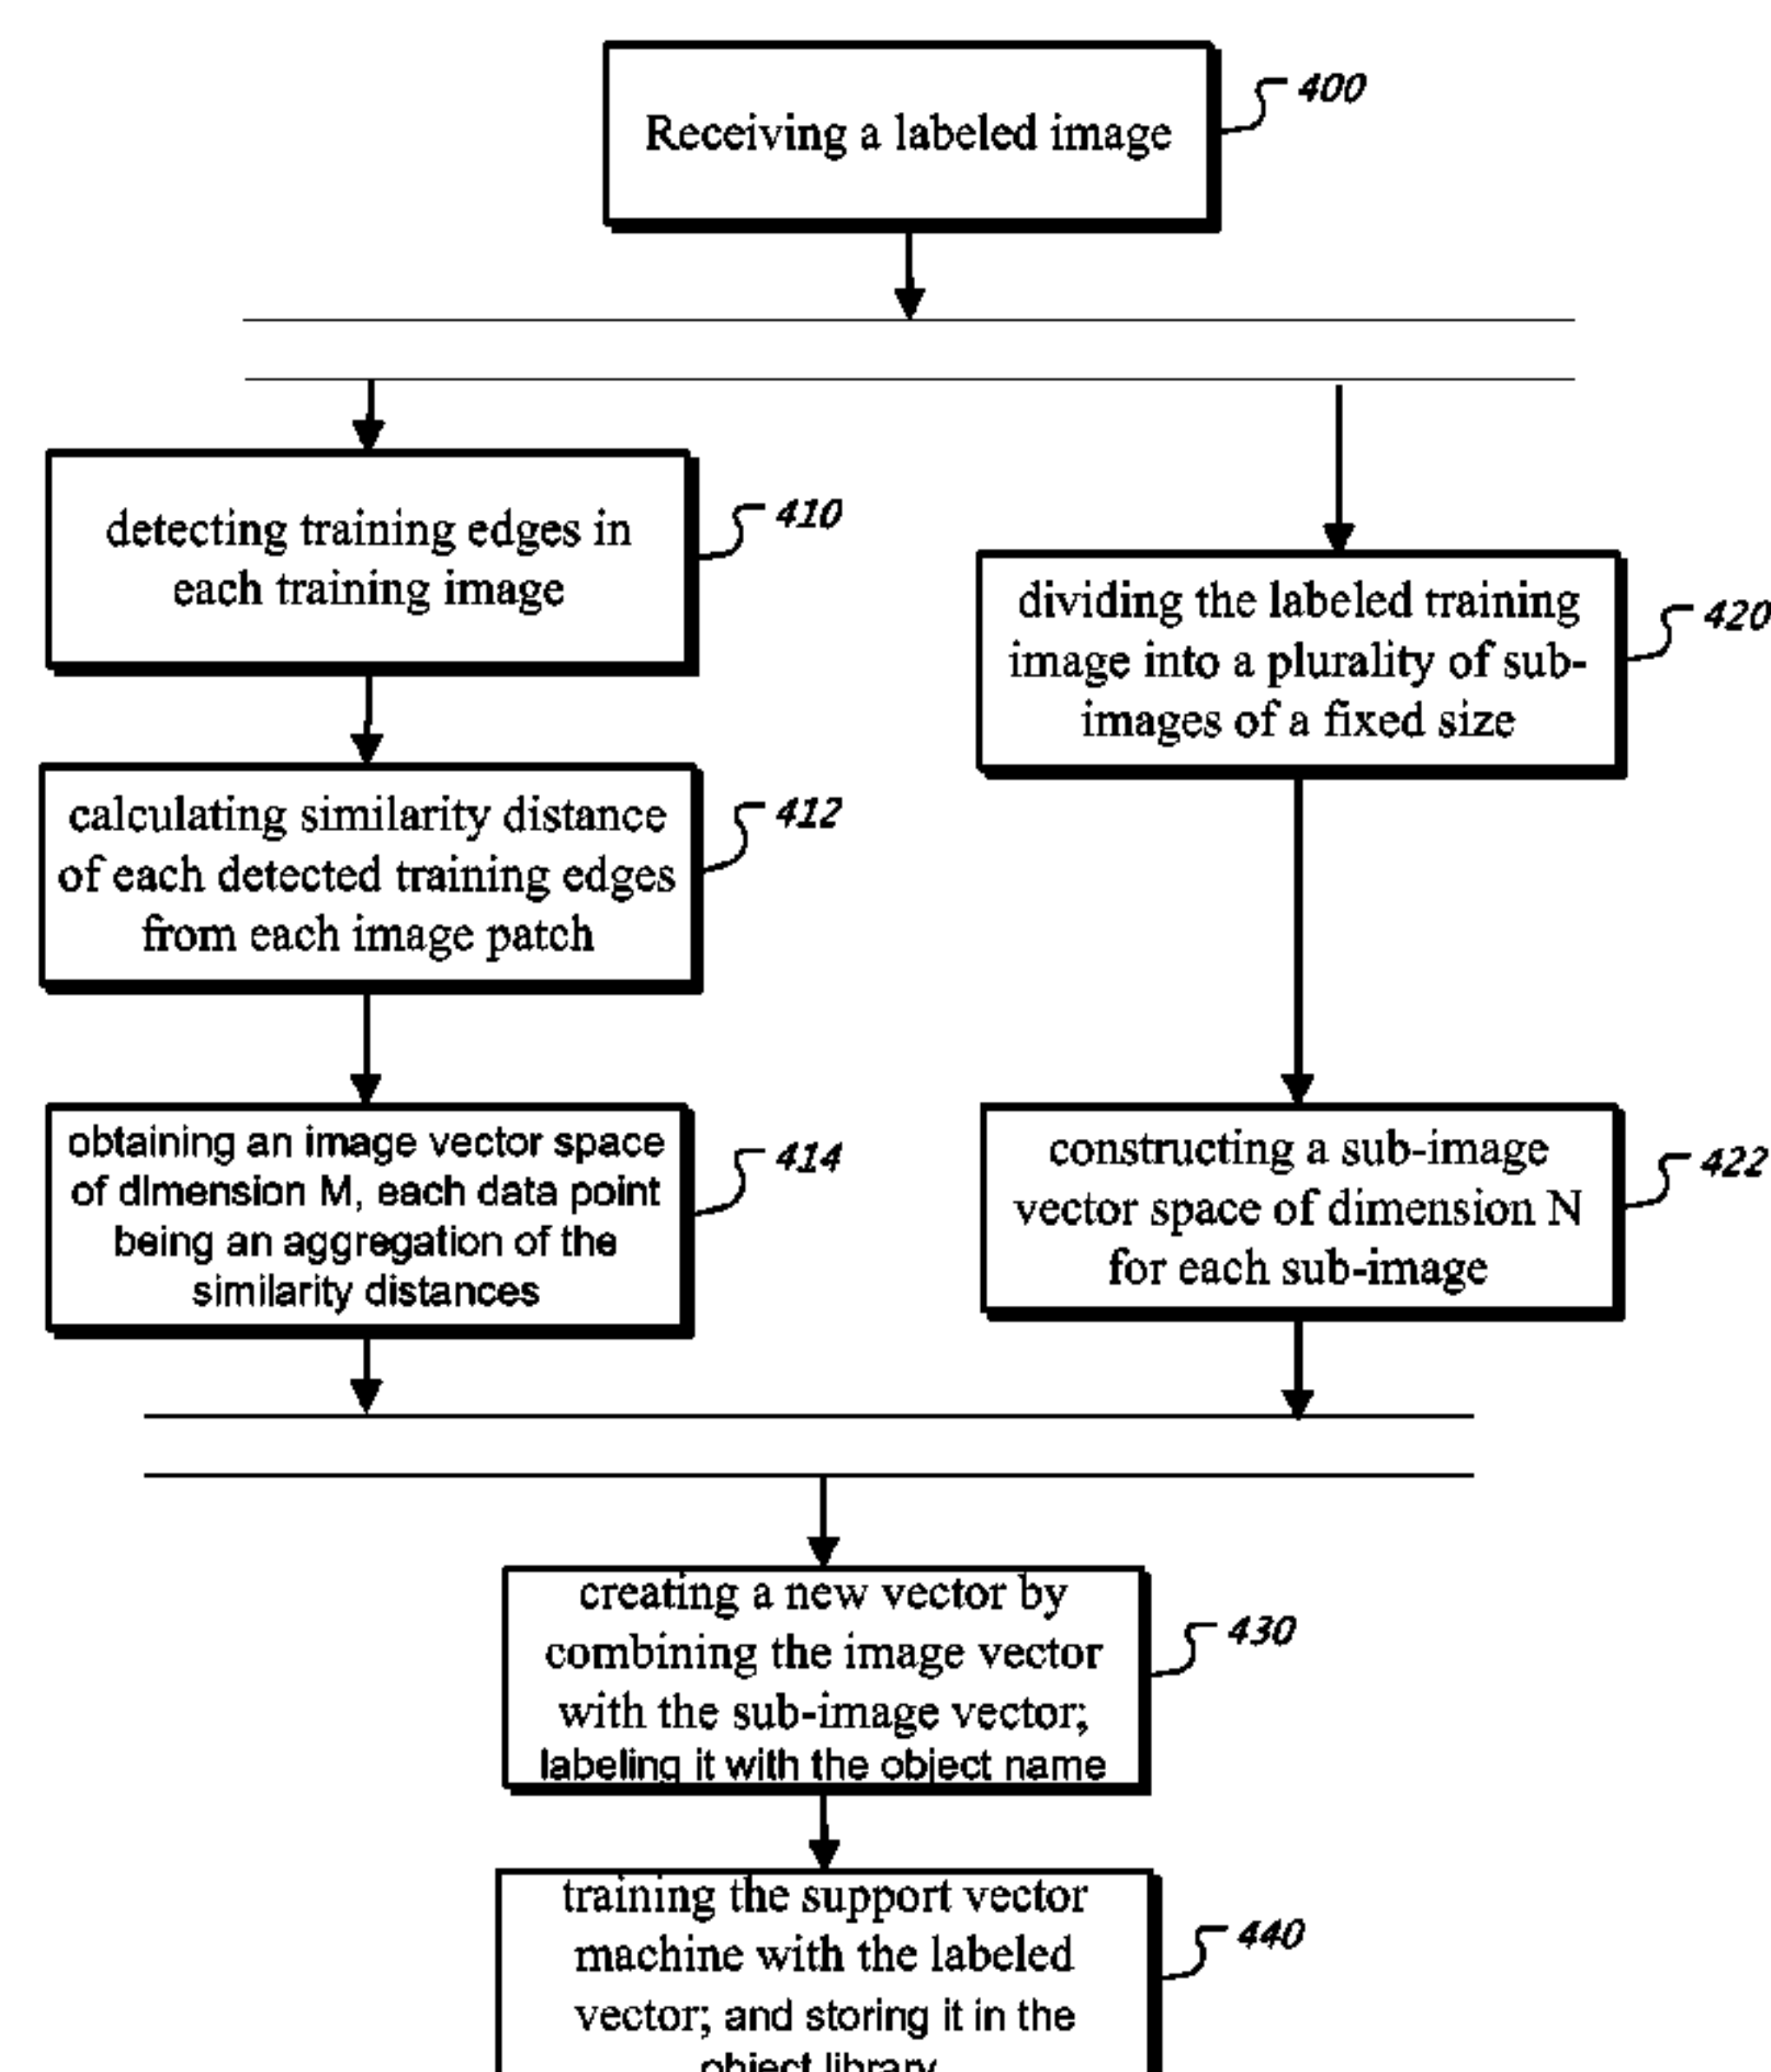 Receiving a labeled image
400
detecting training edges in
each training image
410
dividing the labeled training
image into a plurality of sub-
images of a fixed size
420
calculating similarity distance
of each detected training edges
from each image patch
412
obtaining an image vector space
of dimension M, each data point
being an aggregation of the
similarity distances
414
constructing a sub-image
vector space of dimension N
for each sub-image
422
creating a new vector by
combining the image vector
with the sub-image vector;
labeling it with the object name
430
training the support vector
machine with the labeled
vector; and storing it in the
object library
440